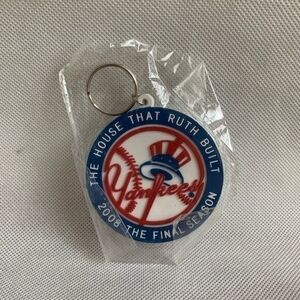 THE HOUSE THAT RUTH BUILT
Yankees
2008 THE FINAL SEASON